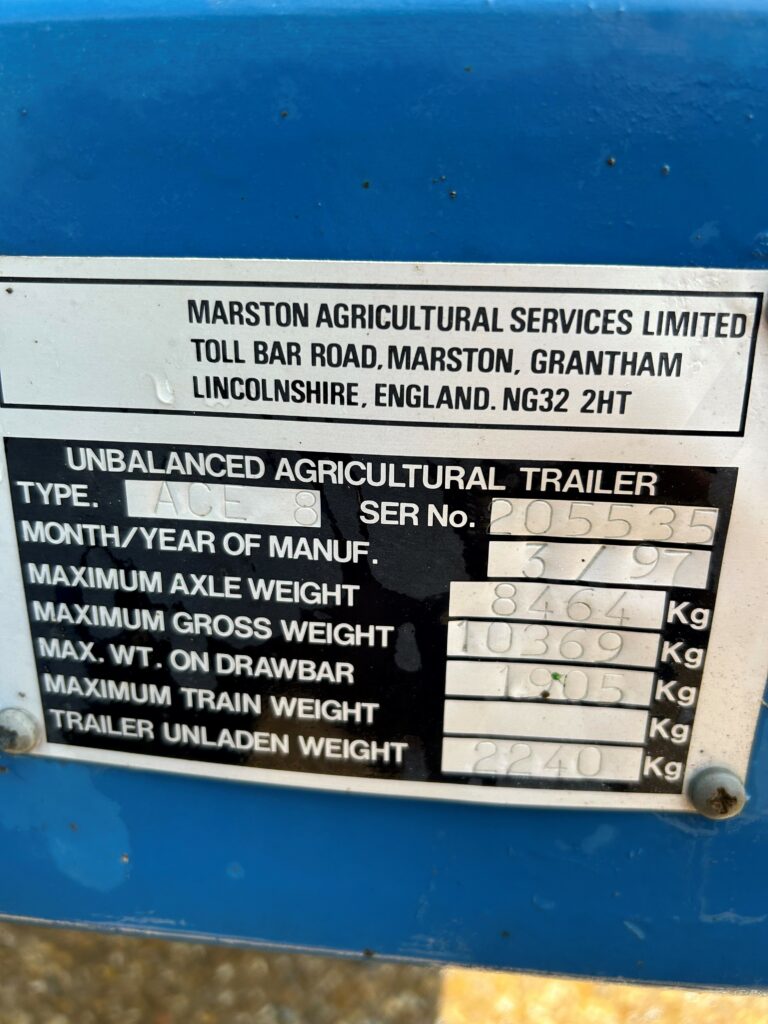 MARSTON AGRICULTURAL SERVICES LIMITED
TOLL BAR ROAD, MARSTON, GRANTHAM
LINCOLNSHIRE, ENGLAND. NG32 2HT
UNBALANCED AGRICULTURAL TRAILER
TYPE. ACE 8 SER No. 205535
MONTH/YEAR OF MANUF. 3 / 97
MAXIMUM AXLE WEIGHT 8464 Kg
MAXIMUM GROSS WEIGHT 10369 Kg
MAX. WT. ON DRAWBAR 1905 Kg
MAXIMUM TRAIN WEIGHT Kg
TRAILER UNLADEN WEIGHT 2240 Kg